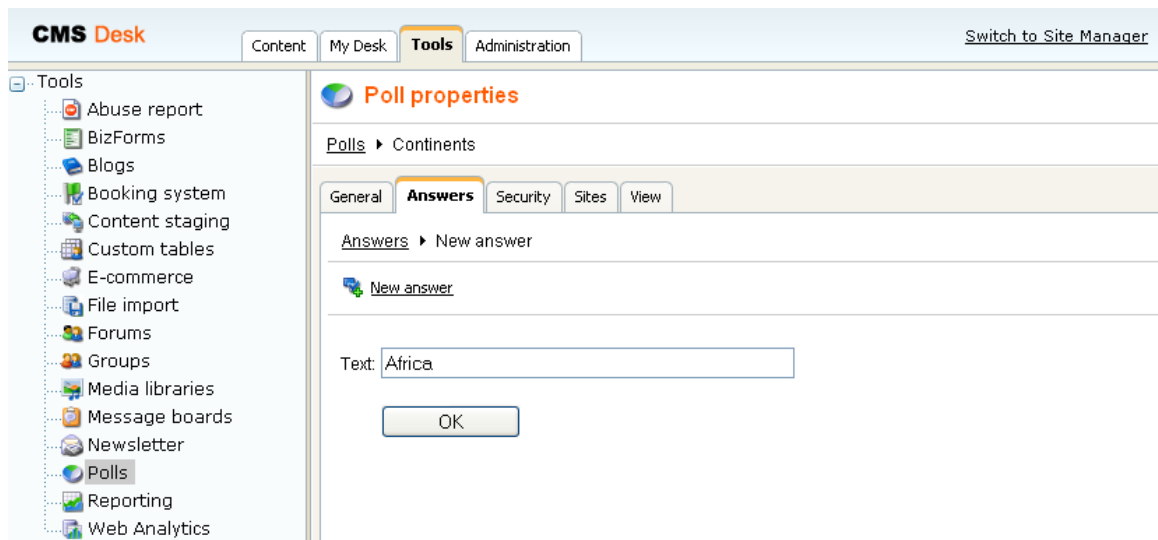 CMS Desk
Content My Desk Tools Administration
Switch to Site Manager
Tools
Abuse report
BizForms
Blogs
Booking system
Content staging
Custom tables
E-commerce
File import
Forums
Groups
Media libraries
Message boards
Newsletter
Polls
Reporting
Web Analytics
Poll properties
Polls Continents
General Answers Security Sites View
Answers New answer
New answer
Text: Africa
OK